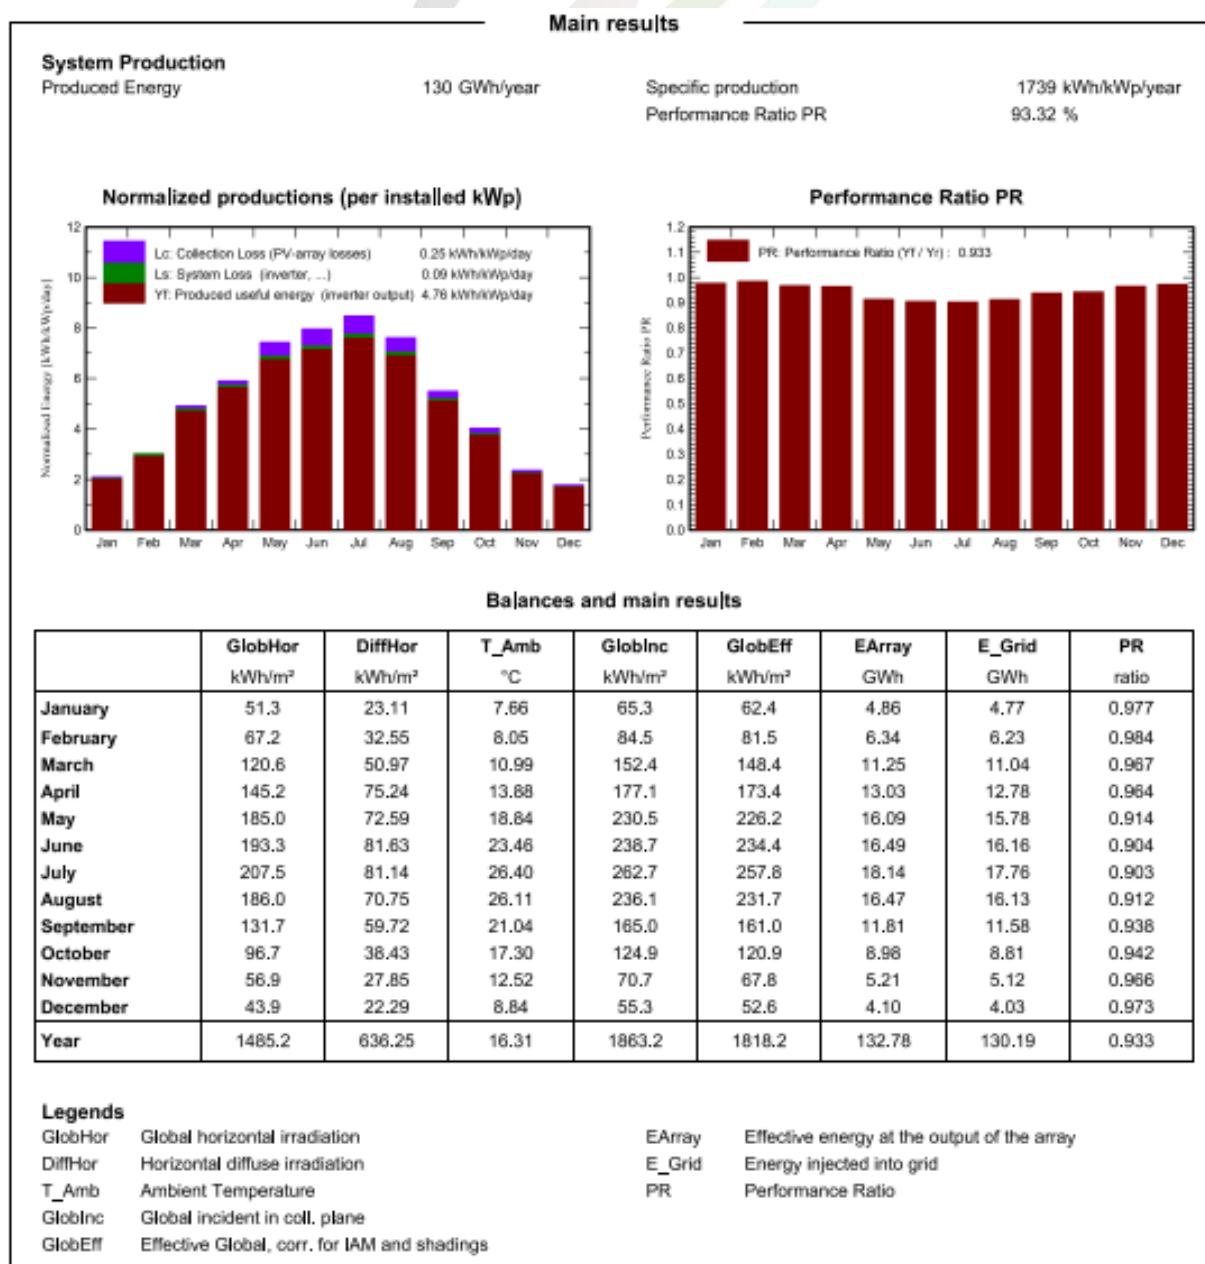 Main results
System Production
Produced Energy 130 GWh/year Specific production 1739 kWh/kWp/year
Performance Ratio PR 93.32 %
Normalized productions (per installed kWp)
12
10
8
6
4
2
0
Normalized Energy [kWh/kWp/day]
Lc: Collection Loss (PV-array losses) 0.25 kWh/kWp/day
Ls: System Loss (inverter, ...) 0.09 kWh/kWp/day
Yf: Produced useful energy (inverter output) 4.76 kWh/kWp/day
Jan Feb Mar Apr May Jun Jul Aug Sep Oct Nov Dec
Performance Ratio PR
1.2
1.1
1.0
0.9
0.8
0.7
0.6
0.5
0.4
0.3
0.2
0.1
0.0
Performance Ratio PR
PR: Performance Ratio (Yf / Yr) : 0.933
Jan Feb Mar Apr May Jun Jul Aug Sep Oct Nov Dec
Balances and main results
GlobHor DiffHor T_Amb GlobInc GlobEff EArray E_Grid PR
kWh/m² kWh/m² °C kWh/m² kWh/m² GWh GWh ratio
January 51.3 23.11 7.66 65.3 62.4 4.86 4.77 0.977
February 67.2 32.55 8.05 84.5 81.5 6.34 6.23 0.984
March 120.6 50.97 10.99 152.4 148.4 11.25 11.04 0.967
April 145.2 75.24 13.88 177.1 173.4 13.03 12.78 0.964
May 185.0 72.59 18.84 230.5 226.2 16.09 15.78 0.914
June 193.3 81.63 23.46 238.7 234.4 16.49 16.16 0.904
July 207.5 81.14 26.40 262.7 257.8 18.14 17.76 0.903
August 186.0 70.75 26.11 236.1 231.7 16.47 16.13 0.912
September 131.7 59.72 21.04 165.0 161.0 11.81 11.58 0.938
October 96.7 38.43 17.30 124.9 120.9 8.98 8.81 0.942
November 56.9 27.85 12.52 70.7 67.8 5.21 5.12 0.966
December 43.9 22.29 8.84 55.3 52.6 4.10 4.03 0.973
Year 1485.2 636.25 16.31 1863.2 1818.2 132.78 130.19 0.933
Legends
GlobHor Global horizontal irradiation EArray Effective energy at the output of the array
DiffHor Horizontal diffuse irradiation E_Grid Energy injected into grid
T_Amb Ambient Temperature PR Performance Ratio
GlobInc Global incident in coll. plane
GlobEff Effective Global, corr. for IAM and shadings